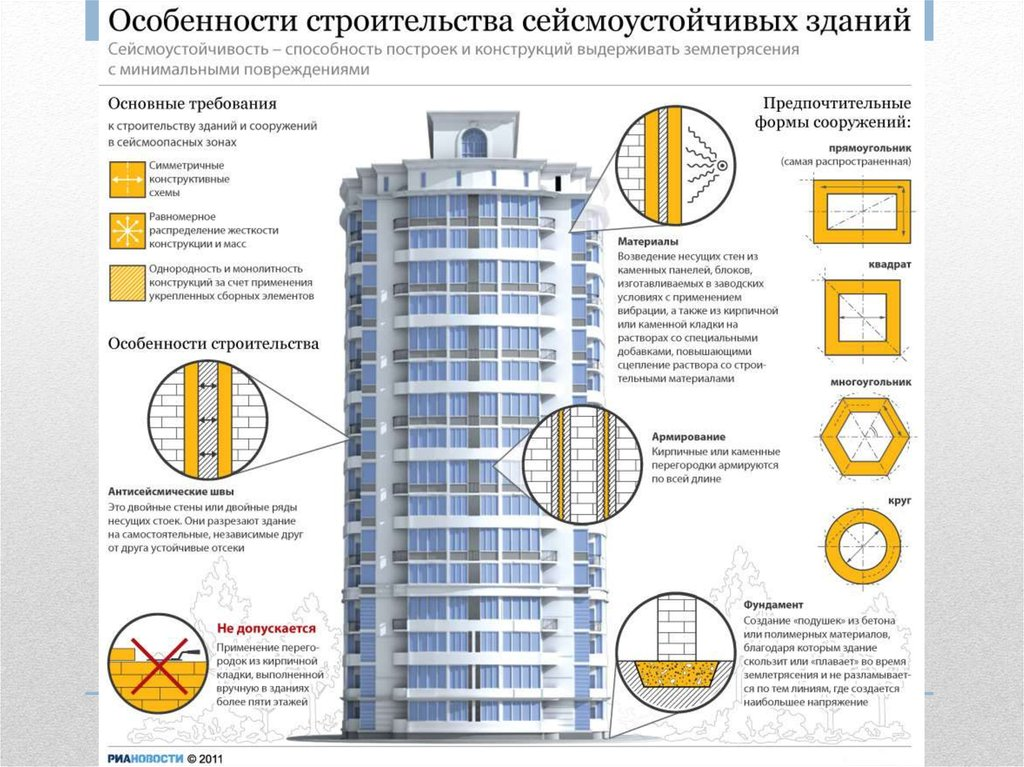 Особенности строительства сейсмоустойчивых зданий
Сейсмоустойчивость – способность построек и конструкций выдерживать землетрясения
с минимальными повреждениями
Основные требования
к строительству зданий и сооружений
в сейсмоопасных зонах
Симметричные
конструктивные
схемы
Равномерное
распределение жесткости
конструкции и масс
Однородность и монолитность
конструкций за счет применения
укрепленных сборных элементов
Особенности строительства
Антисейсмические швы
Это двойные стены или двойные ряды
несущих стоек. Они разрезают здание
на самостоятельные, независимые друг
от друга устойчивые отсеки
Не допускается
Применение перего-
родок из кирпичной
кладки, выполненной
вручную в зданиях
более пяти этажей
Материалы
Возведение несущих стен из
каменных панелей, блоков,
изготавливаемых в заводских
условиях с применением
вибрации, а также из кирпичной
или каменной кладки на
растворах со специальными
добавками, повышающими
сцепление раствора со строи-
тельными материалами
Армирование
Кирпичные или каменные
перегородки армируются
по всей длине
Фундамент
Создание «подушек» из бетона
или полимерных материалов,
благодаря которым здание
скользит или «плавает» во время
землетрясения и не разламывает-
ся по тем линиям, где создается
наибольшее напряжение
Предпочтительные
формы сооружений:
прямоугольник
(самая распространенная)
квадрат
многоугольник
круг
РИАНОВОСТИ © 2011